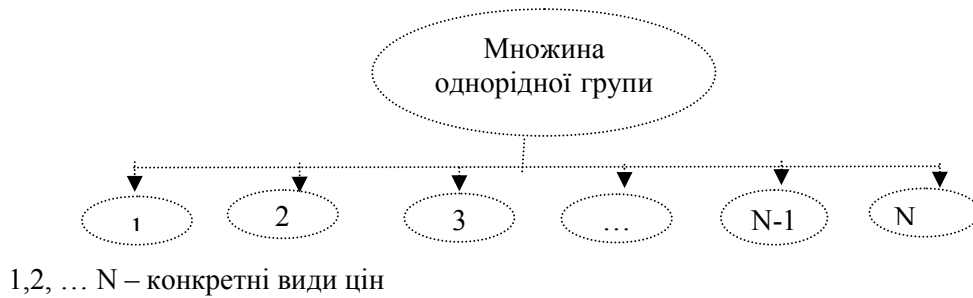 Множина
однорідної групи
1 2 3 … N-1 N
1,2, … N – конкретні види цін